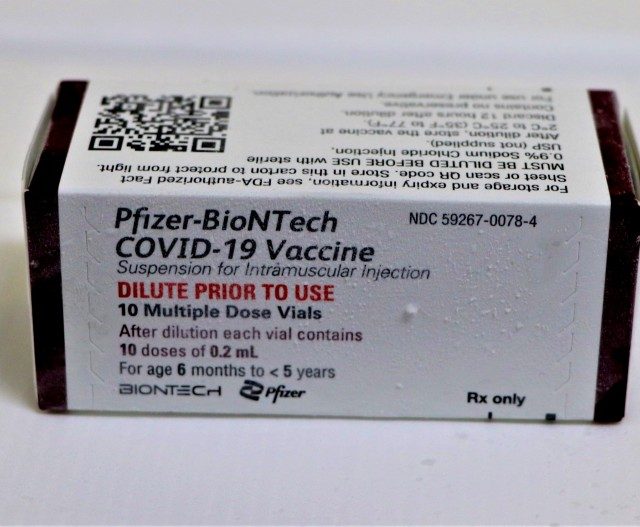 For storage and expiry information, see FDA-authorized Fact
Sheet or scan QR code. Store in this carton to protect from light.
MUST BE DILUTED BEFORE USE with sterile
0.9% Sodium Chloride Injection,
USP (not supplied).
After dilution, store the vaccine at
2°C to 25°C (35°F to 77°F).
Discard 12 hours after dilution.
Contains no preservative.
For use under Emergency Use Authorization.
Pfizer-BioNTech
NDC 59267-0078-4
COVID-19 Vaccine
Suspension for Intramuscular Injection
DILUTE PRIOR TO USE
10 Multiple Dose Vials
After dilution each vial contains
10 doses of 0.2 mL
For age 6 months to < 5 years
BIONTECH Pfizer
Rx only